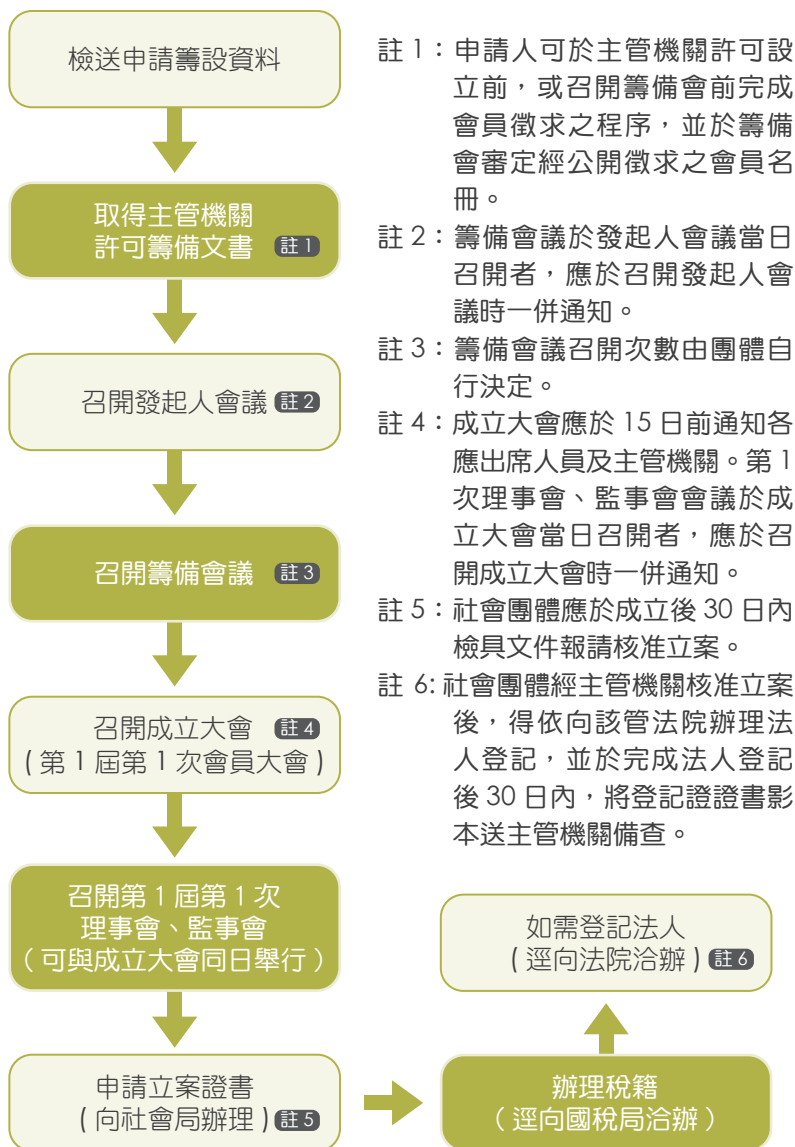 檢送申請籌設資料
取得主管機關
許可籌備文書 註1
召開發起人會議 註2
召開籌備會議 註3
召開成立大會 註4
(第1屆第1次會員大會)
召開第1屆第1次
理事會、監事會
(可與成立大會同日舉行)
申請立案證書
(向社會局辦理) 註5
辦理稅籍
(逕向國稅局洽辦)
如需登記法人
(逕向法院洽辦) 註6
註1：申請人可於主管機關許可設
立前，或召開籌備會前完成
會員徵求之程序，並於籌備
會審定經公開徵求之會員名
冊。
註2：籌備會議於發起人會議當日
召開者，應於召開發起人會
議時一併通知。
註3：籌備會議召開次數由團體自
行決定。
註4：成立大會應於15日前通知各
應出席人員及主管機關。第1
次理事會、監事會會議於成
立大會當日召開者，應於召
開成立大會時一併通知。
註5：社會團體應於成立後30日內
檢具文件報請核准立案。
註 6:社會團體經主管機關核准立案
後，得依向該管法院辦理法
人登記，並於完成法人登記
後30日內，將登記證證書影
本送主管機關備查。